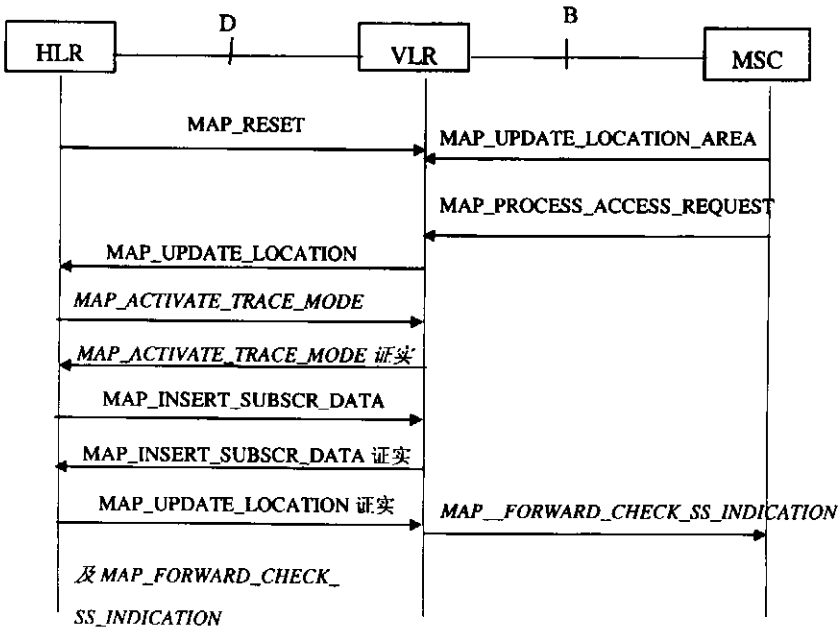 D
B
HLR
VLR
MSC
MAP_RESET
MAP_UPDATE_LOCATION_AREA
MAP_PROCESS_ACCESS_REQUEST
MAP_UPDATE_LOCATION
MAP_ACTIVATE_TRACE_MODE
MAP_ACTIVATE_TRACE_MODE 证实
MAP_INSERT_SUBSCR_DATA
MAP_INSERT_SUBSCR_DATA 证实
MAP_UPDATE_LOCATION 证实
MAP__FORWARD_CHECK_SS_INDICATION
及 MAP_FORWARD_CHECK_
SS_INDICATION